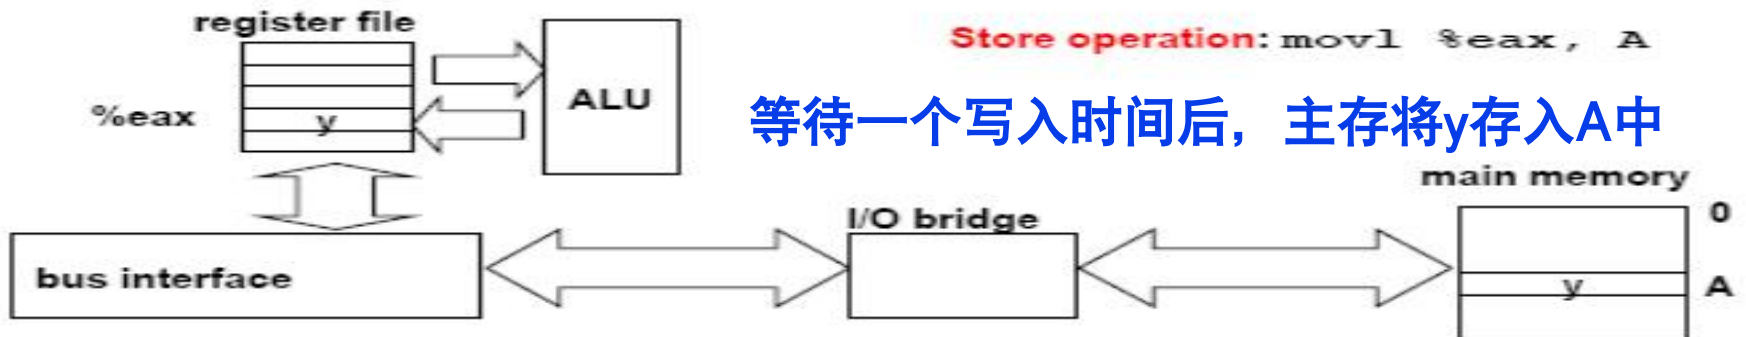 register file
Store operation: movl %eax, A
ALU
%eax
y
等待一个写入时间后，主存将y存入A中
main memory
0
I/O bridge
bus interface
y
A